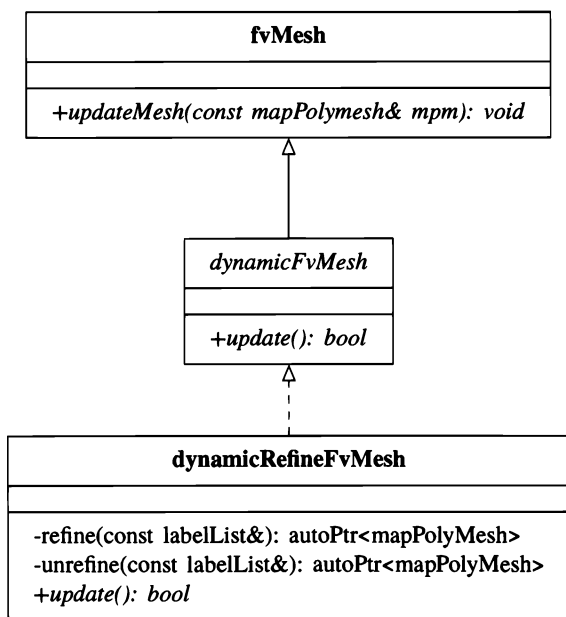 fvMesh
+updateMesh(const mapPolymesh& mpm): void
dynamicFvMesh
+update(): bool
dynamicRefineFvMesh
-refine(const labelList&): autoPtr<mapPolyMesh>
-unrefine(const labelList&): autoPtr<mapPolyMesh>
+update(): bool